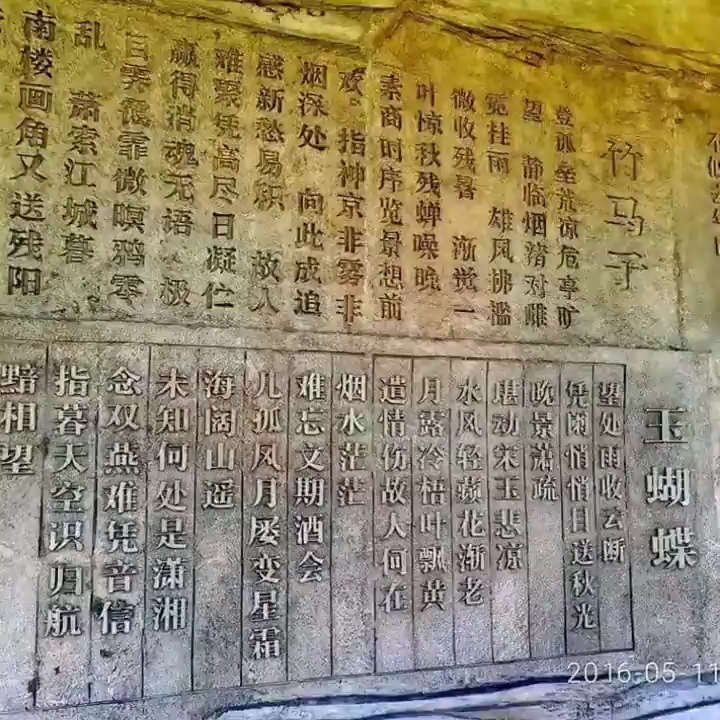 竹马子
登孤垒荒凉危亭旷
望 静临烟渚对雌
霓挂雨 雄风拂滥
微收残暑 渐觉一
叶惊秋残蝉噪晚
素商时序览景想前
欢 指神京非雾非
烟深处 向此成追
感新愁易积 故人
难聚凭高尽日凝伫
赢得消魂无语 极
目霁霭霏微暝鸦零
乱 萧索江城暮
南楼画角又送残阳
玉蝴蝶
望处雨收云断
凭阑悄悄目送秋光
晚景潇疏
堪动宋玉悲凉
水风轻蘋花渐老
月露冷梧叶飘黄
遣情伤故人何在
烟水茫茫
难忘文期酒会
几孤风月屡变星霜
海阔山遥
未知何处是潇湘
念双燕难凭音信
指暮天空识归航
黯相望
2016-05-11